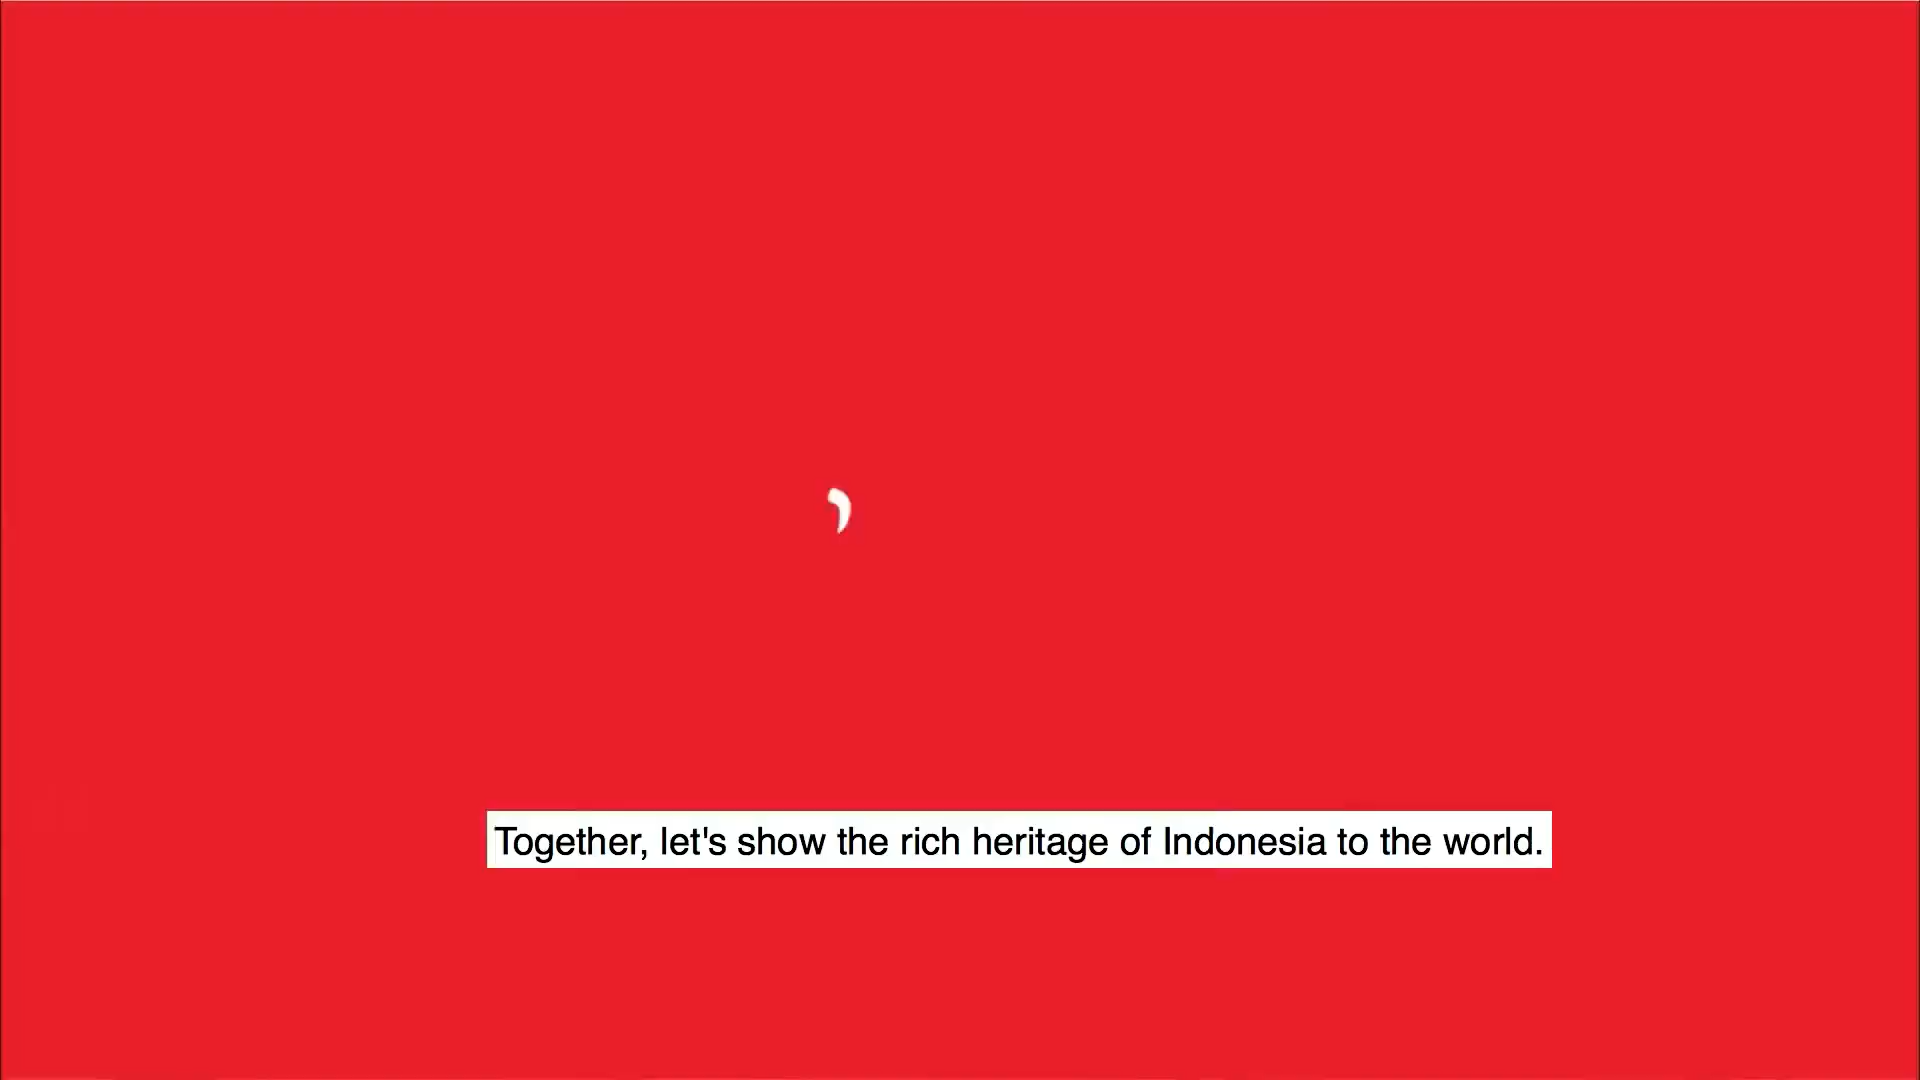 Together, let's show the rich heritage of Indonesia to the world.